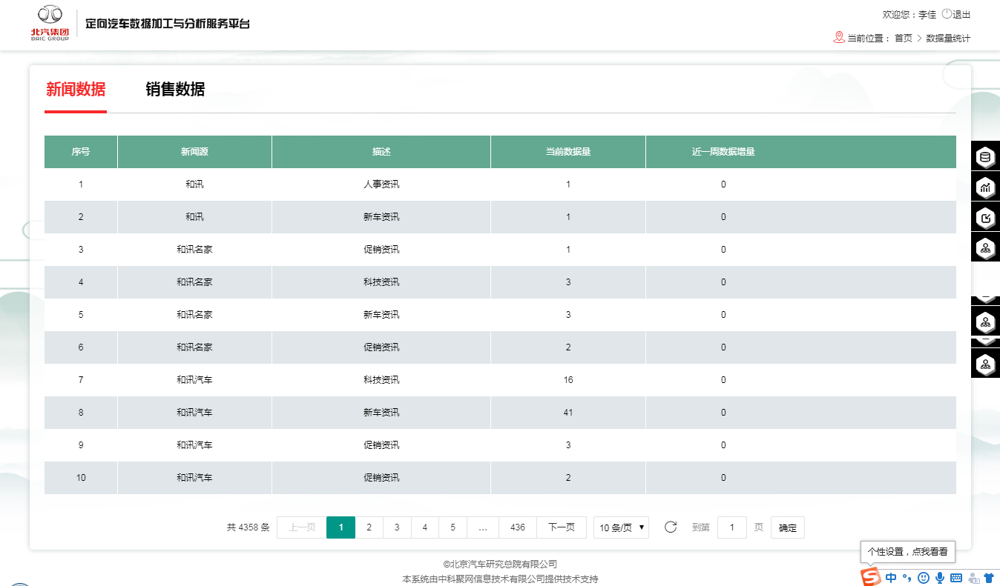 北汽集团
BAIC GROUP
定向汽车数据加工与分析服务平台
欢迎您：李佳 退出
当前位置： 首页 > 数据量统计
新闻数据 销售数据
序号 新闻源 描述 当前数据量 近一周数据增量
1 和讯 人事资讯 1 0
2 和讯 新车资讯 1 0
3 和讯名家 促销资讯 1 0
4 和讯名家 科技资讯 3 0
5 和讯名家 新车资讯 3 0
6 和讯名家 促销资讯 2 0
7 和讯汽车 科技资讯 16 0
8 和讯汽车 新车资讯 41 0
9 和讯汽车 促销资讯 3 0
10 和讯汽车 促销资讯 2 0
共 4358 条 上一页 1 2 3 4 5 … 436 下一页 10 条/页 到第 1 页 确定
©北京汽车研究总院有限公司
本系统由中科聚网信息技术有限公司提供技术支持
个性设置，点我看看
S 中